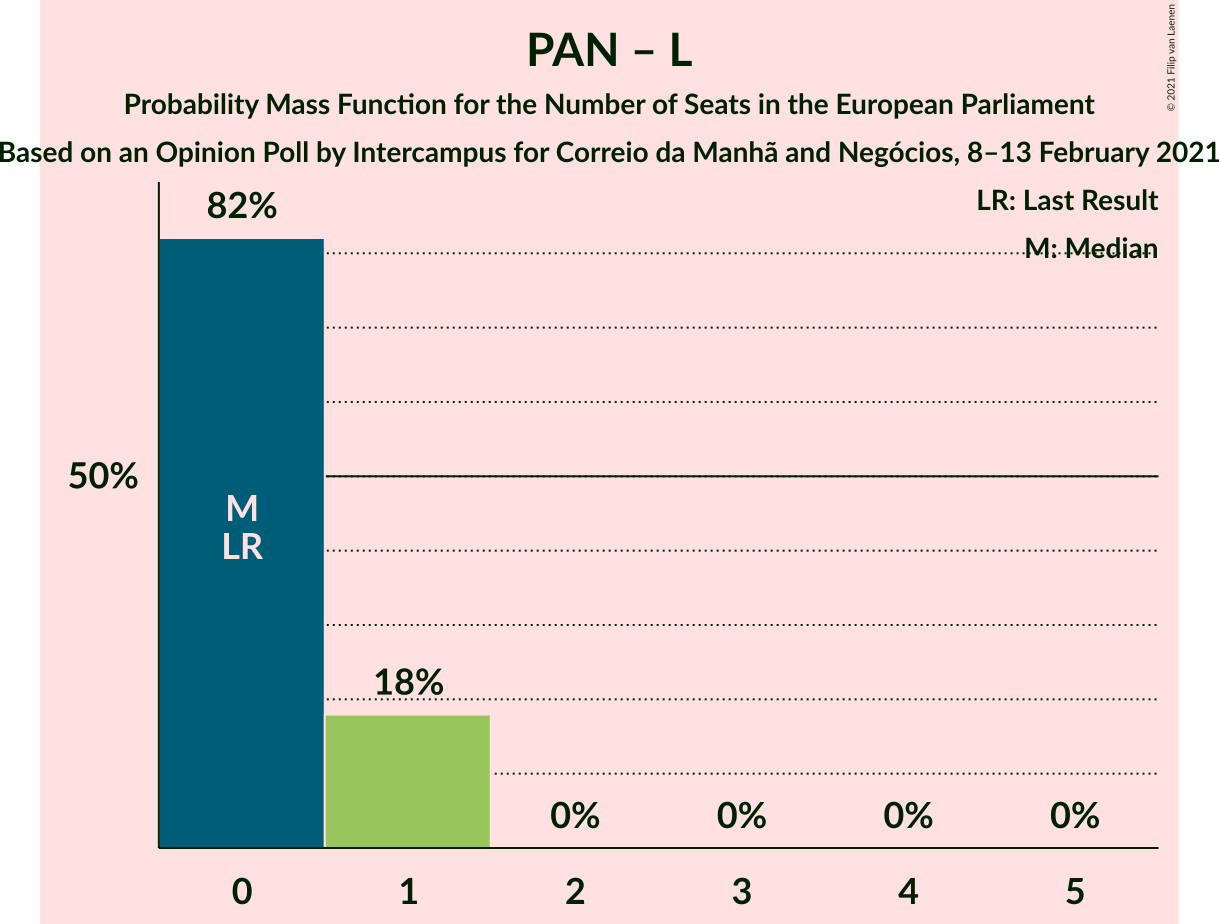 PAN – L
Probability Mass Function for the Number of Seats in the European Parliament
Based on an Opinion Poll by Intercampus for Correio da Manhã and Negócios, 8–13 February 2021
© 2021 Filip van Laenen
LR: Last Result
M: Median
82%
50%
M
LR
18%
0% 0% 0% 0%
0 1 2 3 4 5